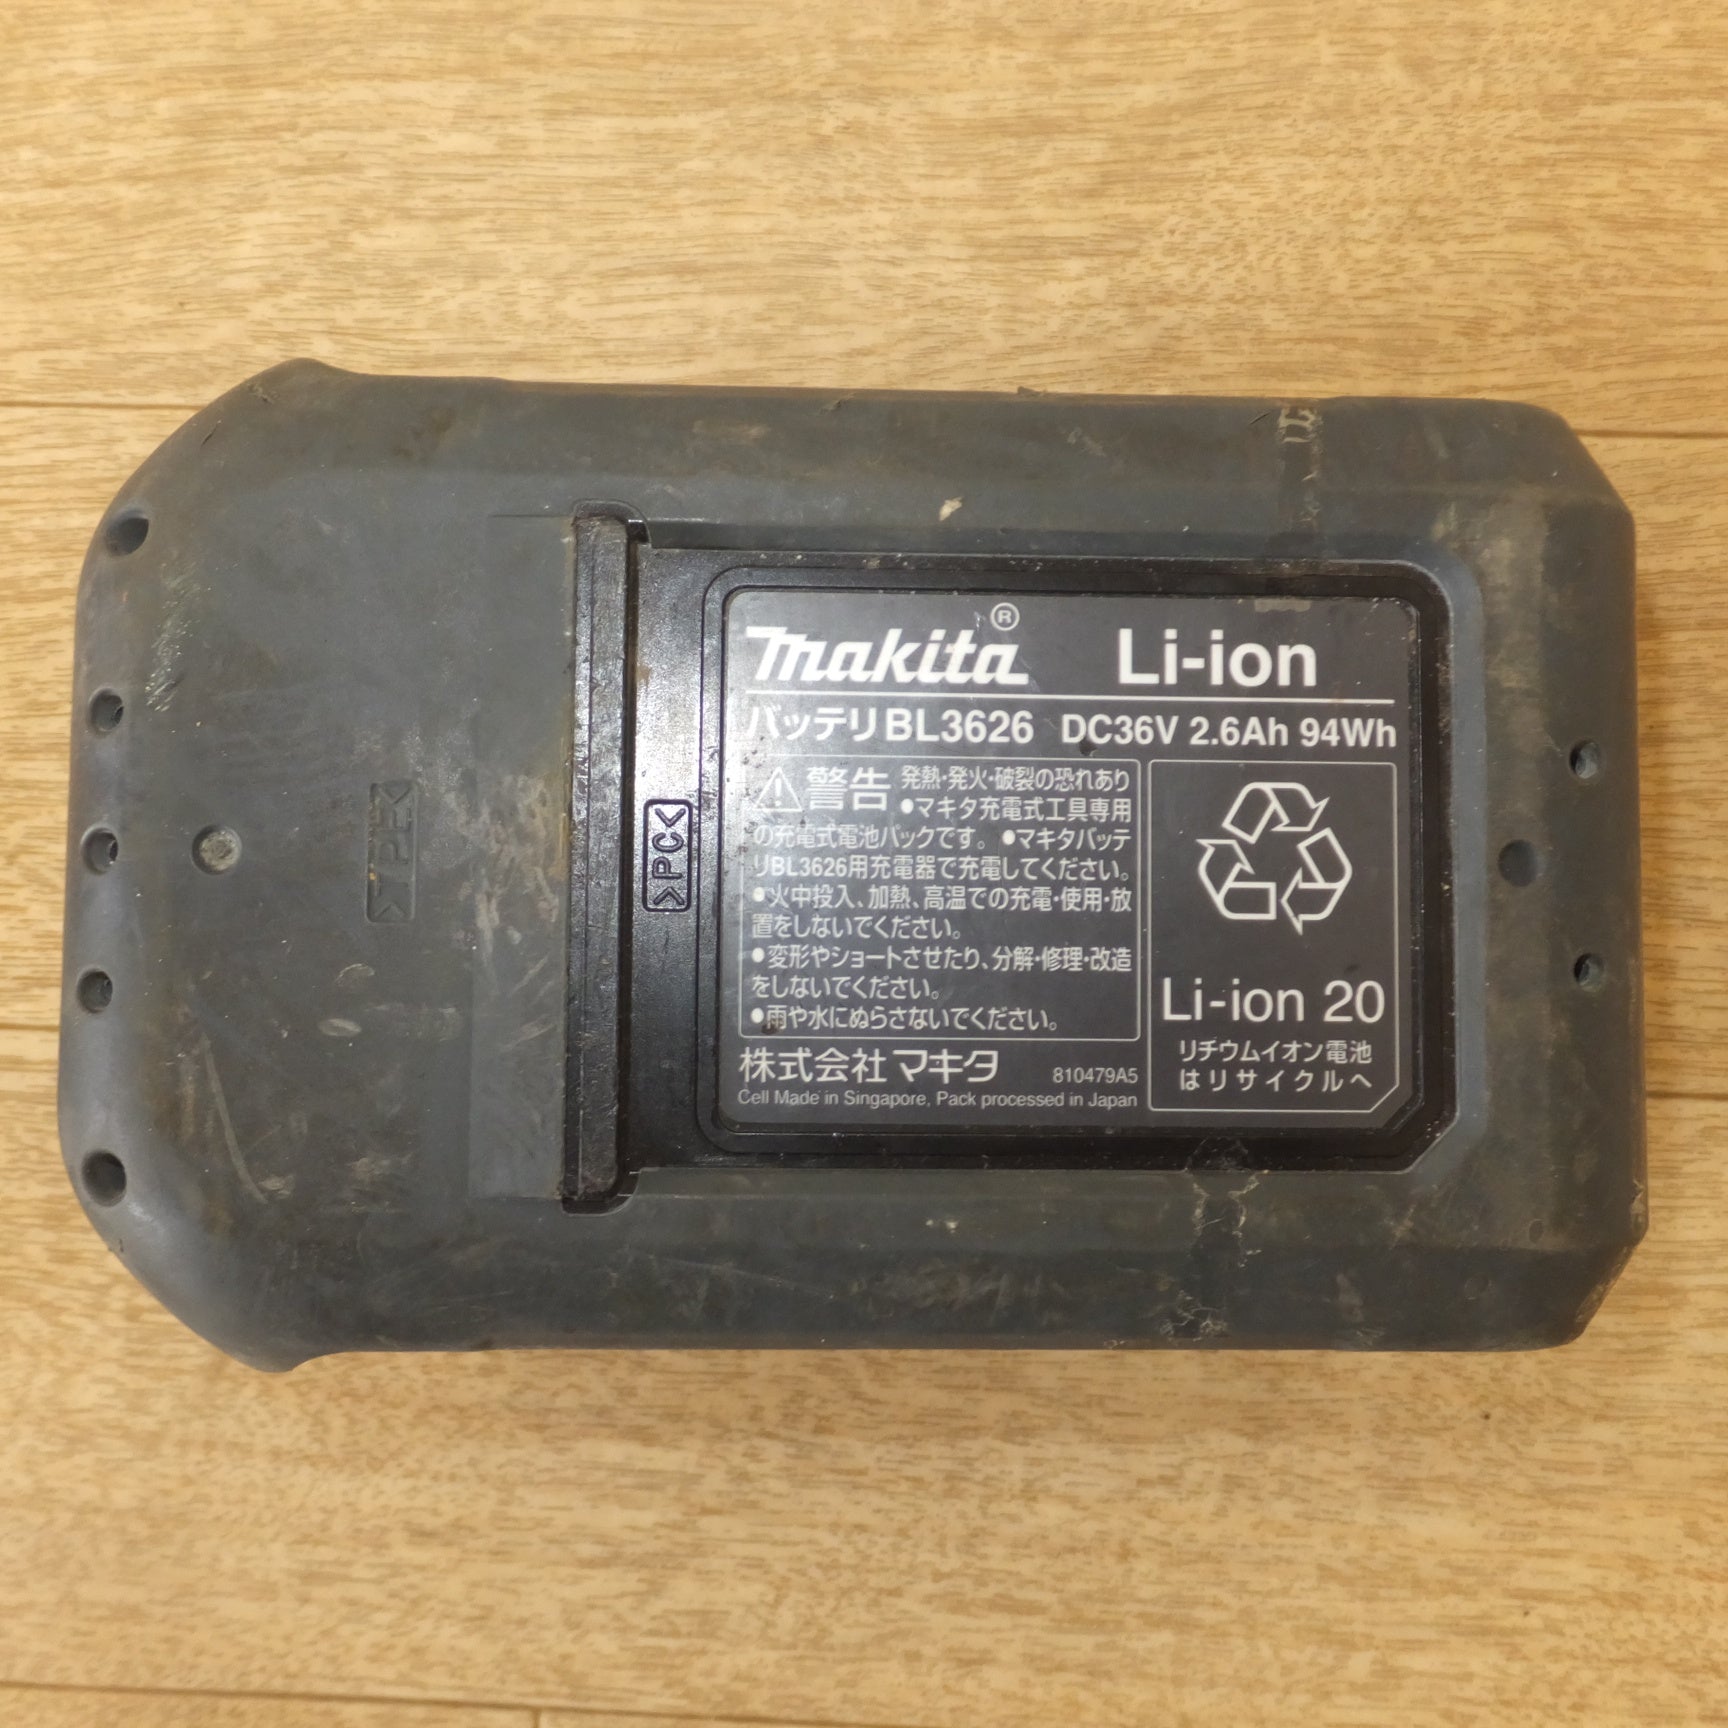 >TPE<
>PC<
makita® Li-ion
バッテリBL3626 DC36V 2.6Ah 94Wh
警告 発熱・発火・破裂の恐れあり
●マキタ充電式工具専用
の充電式電池パックです。●マキタバッテ
リBL3626用充電器で充電してください。
●火中投入、加熱、高温での充電・使用・放
置をしないでください。
●変形やショートさせたり、分解・修理・改造
をしないでください。
●雨や水にぬらさないでください。
株式会社マキタ 810479A5
Cell Made in Singapore, Pack processed in Japan
Li-ion 20
リチウムイオン電池
はリサイクルへ